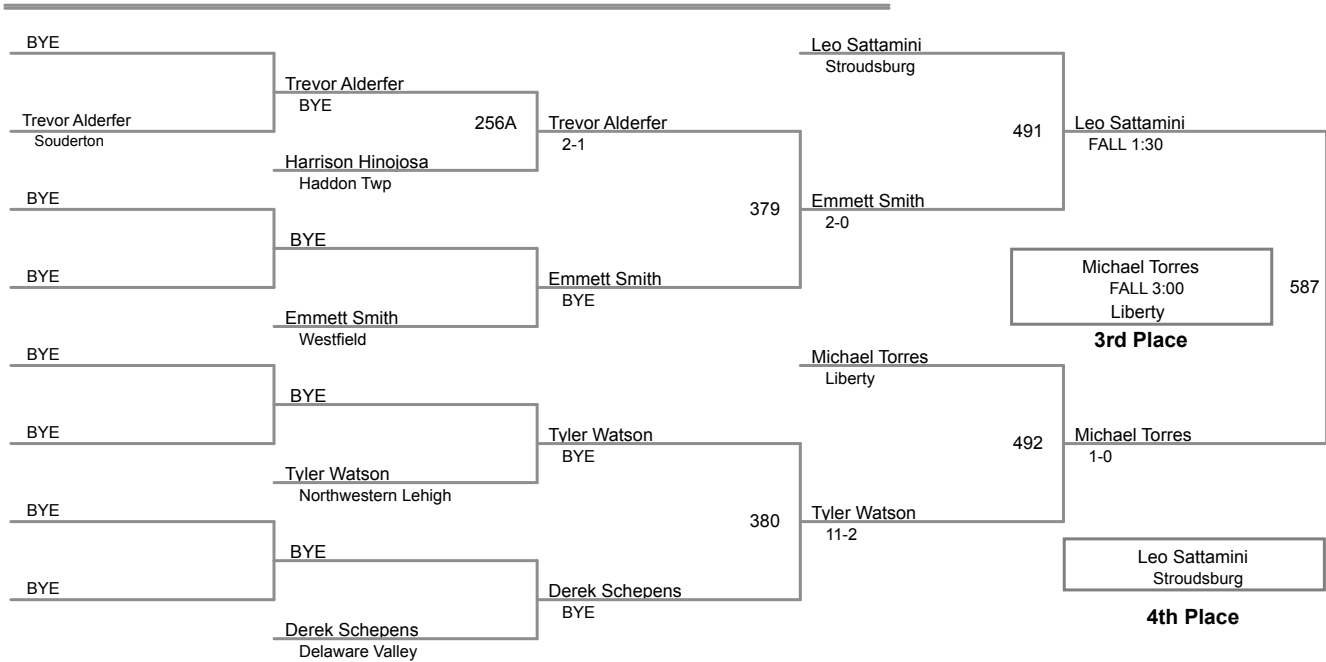 BYE
Trevor Alderfer
Souderton
BYE
BYE
BYE
BYE
BYE
BYE
Trevor Alderfer
BYE
256A
Harrison Hinojosa
Haddon Twp
BYE
Emmett Smith
Westfield
BYE
Tyler Watson
Northwestern Lehigh
BYE
Derek Schepens
Delaware Valley
Trevor Alderfer
2-1
379
Emmett Smith
BYE
Tyler Watson
BYE
380
Derek Schepens
BYE
Leo Sattamini
Stroudsburg
491
Emmett Smith
2-0
Michael Torres
Liberty
492
Tyler Watson
11-2
Leo Sattamini
FALL 1:30
Michael Torres
FALL 3:00
Liberty
587
3rd Place
Michael Torres
1-0
Leo Sattamini
Stroudsburg
4th Place